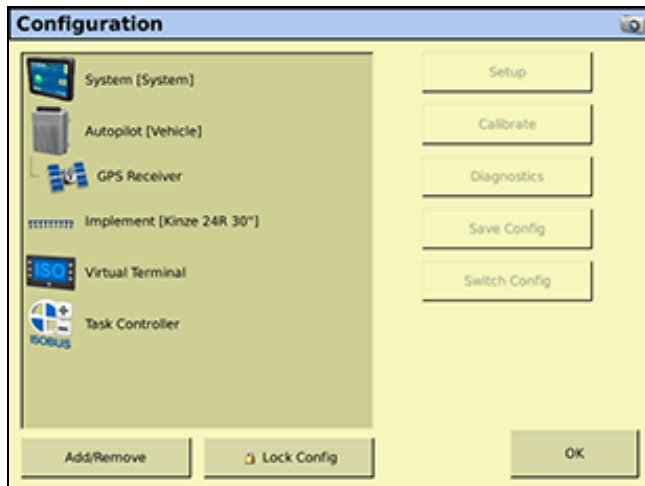 Configuration
System [System]
Autopilot [Vehicle]
GPS Receiver
Implement [Kinze 24R 30"]
ISO
Virtual Terminal
Task Controller
ISOBUS
Setup
Calibrate
Diagnostics
Save Config
Switch Config
Add/Remove
Lock Config
OK